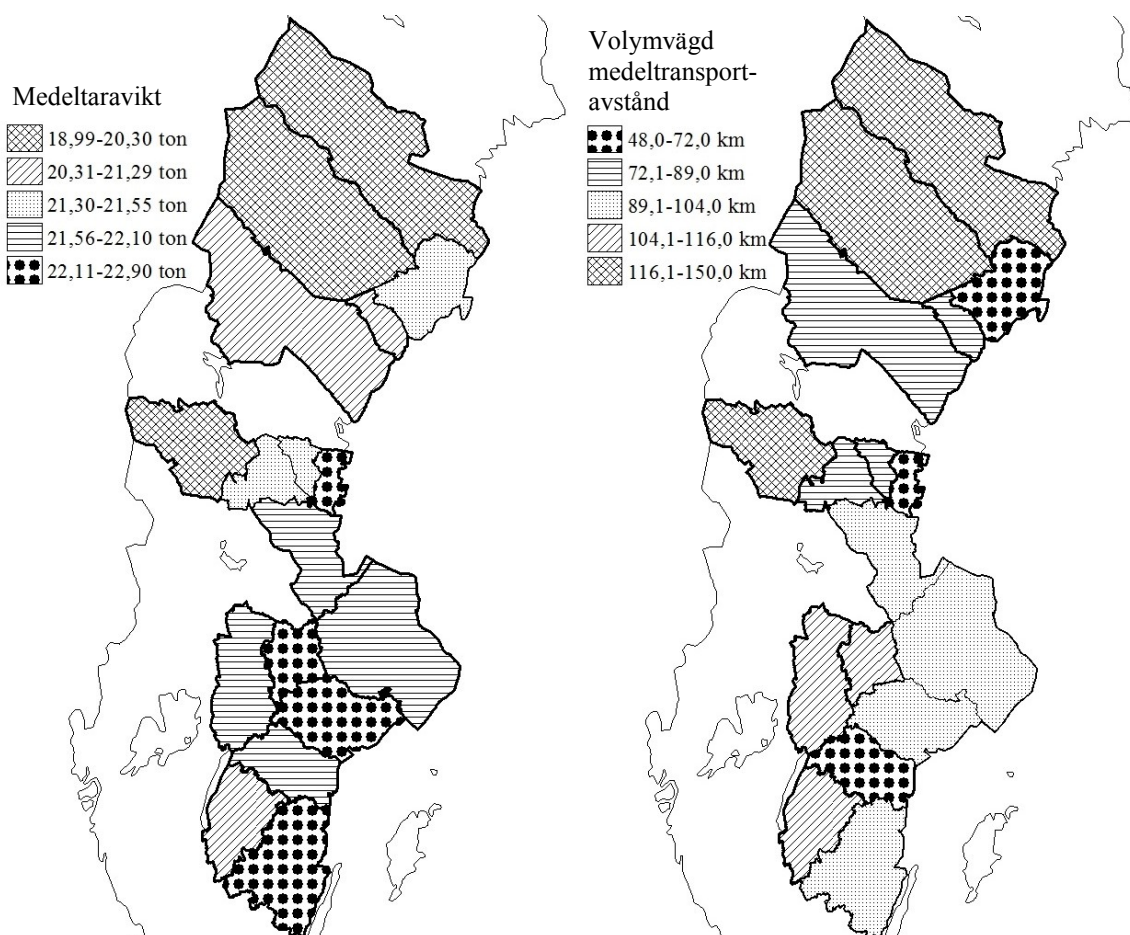 Medeltaravikt
18,99-20,30 ton
20,31-21,29 ton
21,30-21,55 ton
21,56-22,10 ton
22,11-22,90 ton
Volymvägd
medeltransport-
avstånd
48,0-72,0 km
72,1-89,0 km
89,1-104,0 km
104,1-116,0 km
116,1-150,0 km